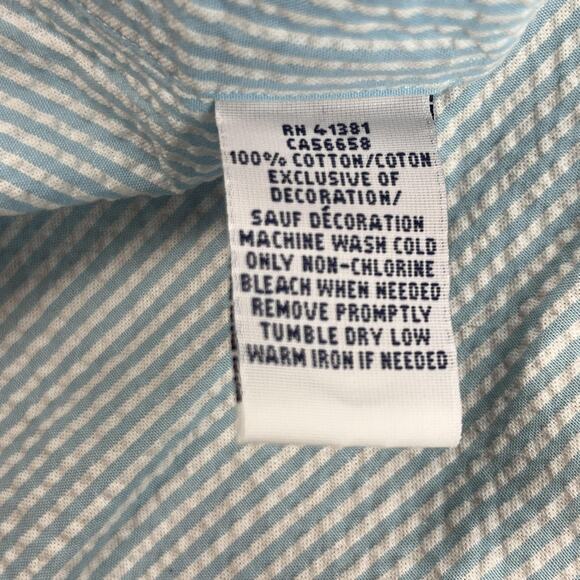 RN 41381
CA56658
100% COTTON/COTON
EXCLUSIVE OF
DECORATION/
SAUF DÉCORATION
MACHINE WASH COLD
ONLY NON-CHLORINE
BLEACH WHEN NEEDED
REMOVE PROMPTLY
TUMBLE DRY LOW
WARM IRON IF NEEDED